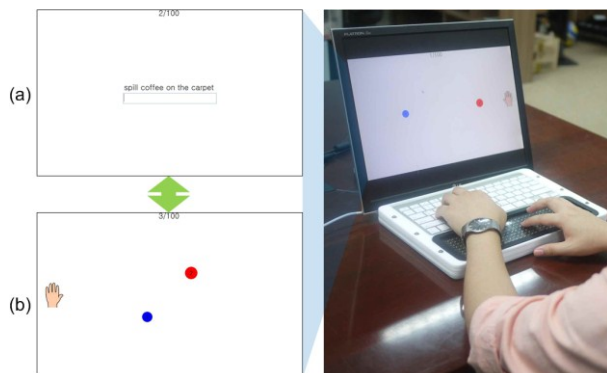 (a)
2/100
spill coffee on the carpet
(b)
3/100